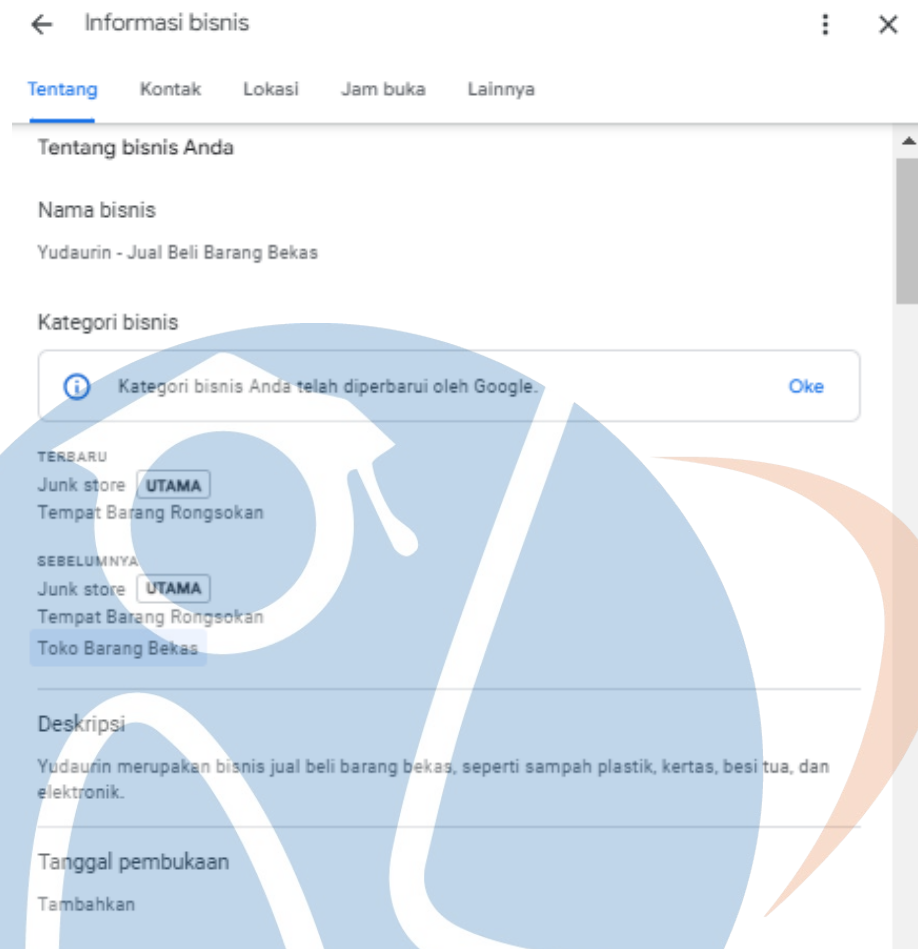 Informasi bisnis
Tentang Kontak Lokasi Jam buka Lainnya
Tentang bisnis Anda
Nama bisnis
Yudaurin - Jual Beli Barang Bekas
Kategori bisnis
Kategori bisnis Anda telah diperbarui oleh Google. Oke
TERBARU
Junk store UTAMA
Tempat Barang Rongsokan
SEBELUMNYA
Junk store UTAMA
Tempat Barang Rongsokan
Toko Barang Bekas
Deskripsi
Yudaurin merupakan bisnis jual beli barang bekas, seperti sampah plastik, kertas, besi tua, dan
elektronik.
Tanggal pembukaan
Tambahkan